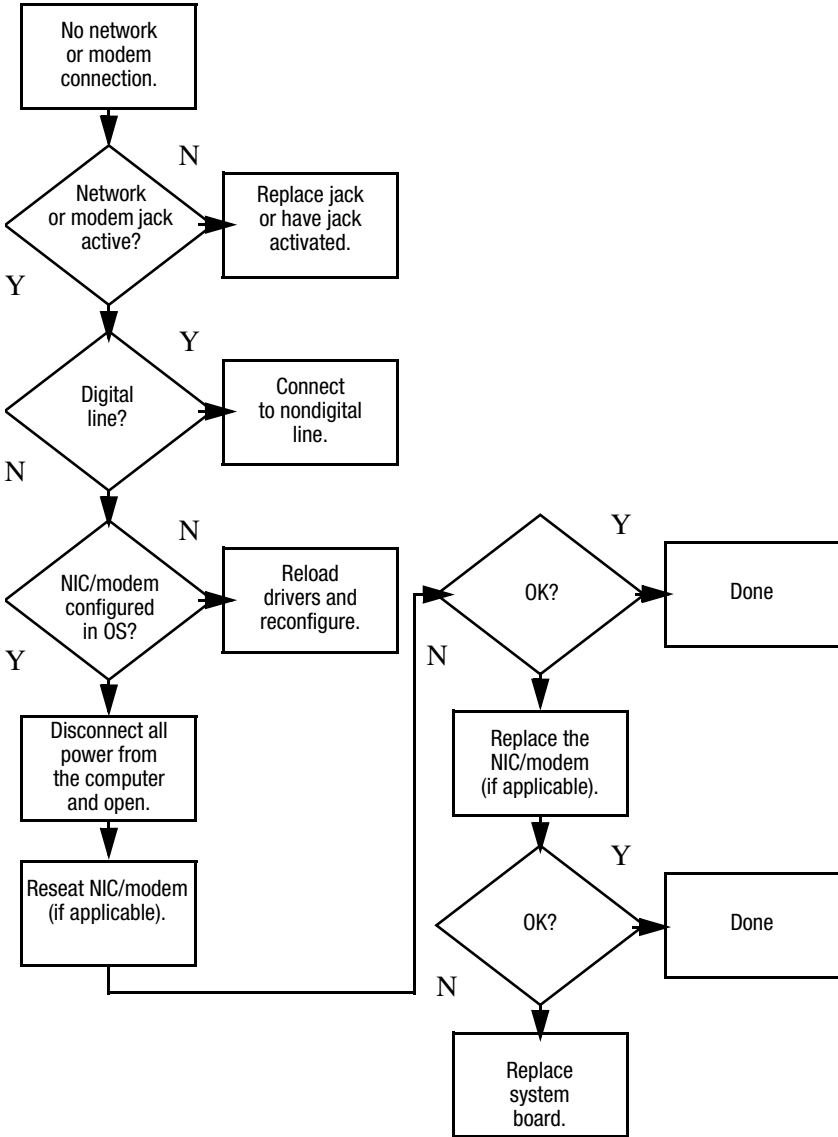 No network
or modem
connection.
N
Network
or modem jack
active?
Replace jack
or have jack
activated.
Y
Y
Digital
line?
Connect
to nondigital
line.
N
N
NIC/modem
configured
in OS?
Reload
drivers and
reconfigure.
Y
Disconnect all
power from
the computer
and open.
Reseat NIC/modem
(if applicable).
Y
OK?
Done
N
Replace the
NIC/modem
(if applicable).
Y
OK?
Done
N
Replace
system
board.